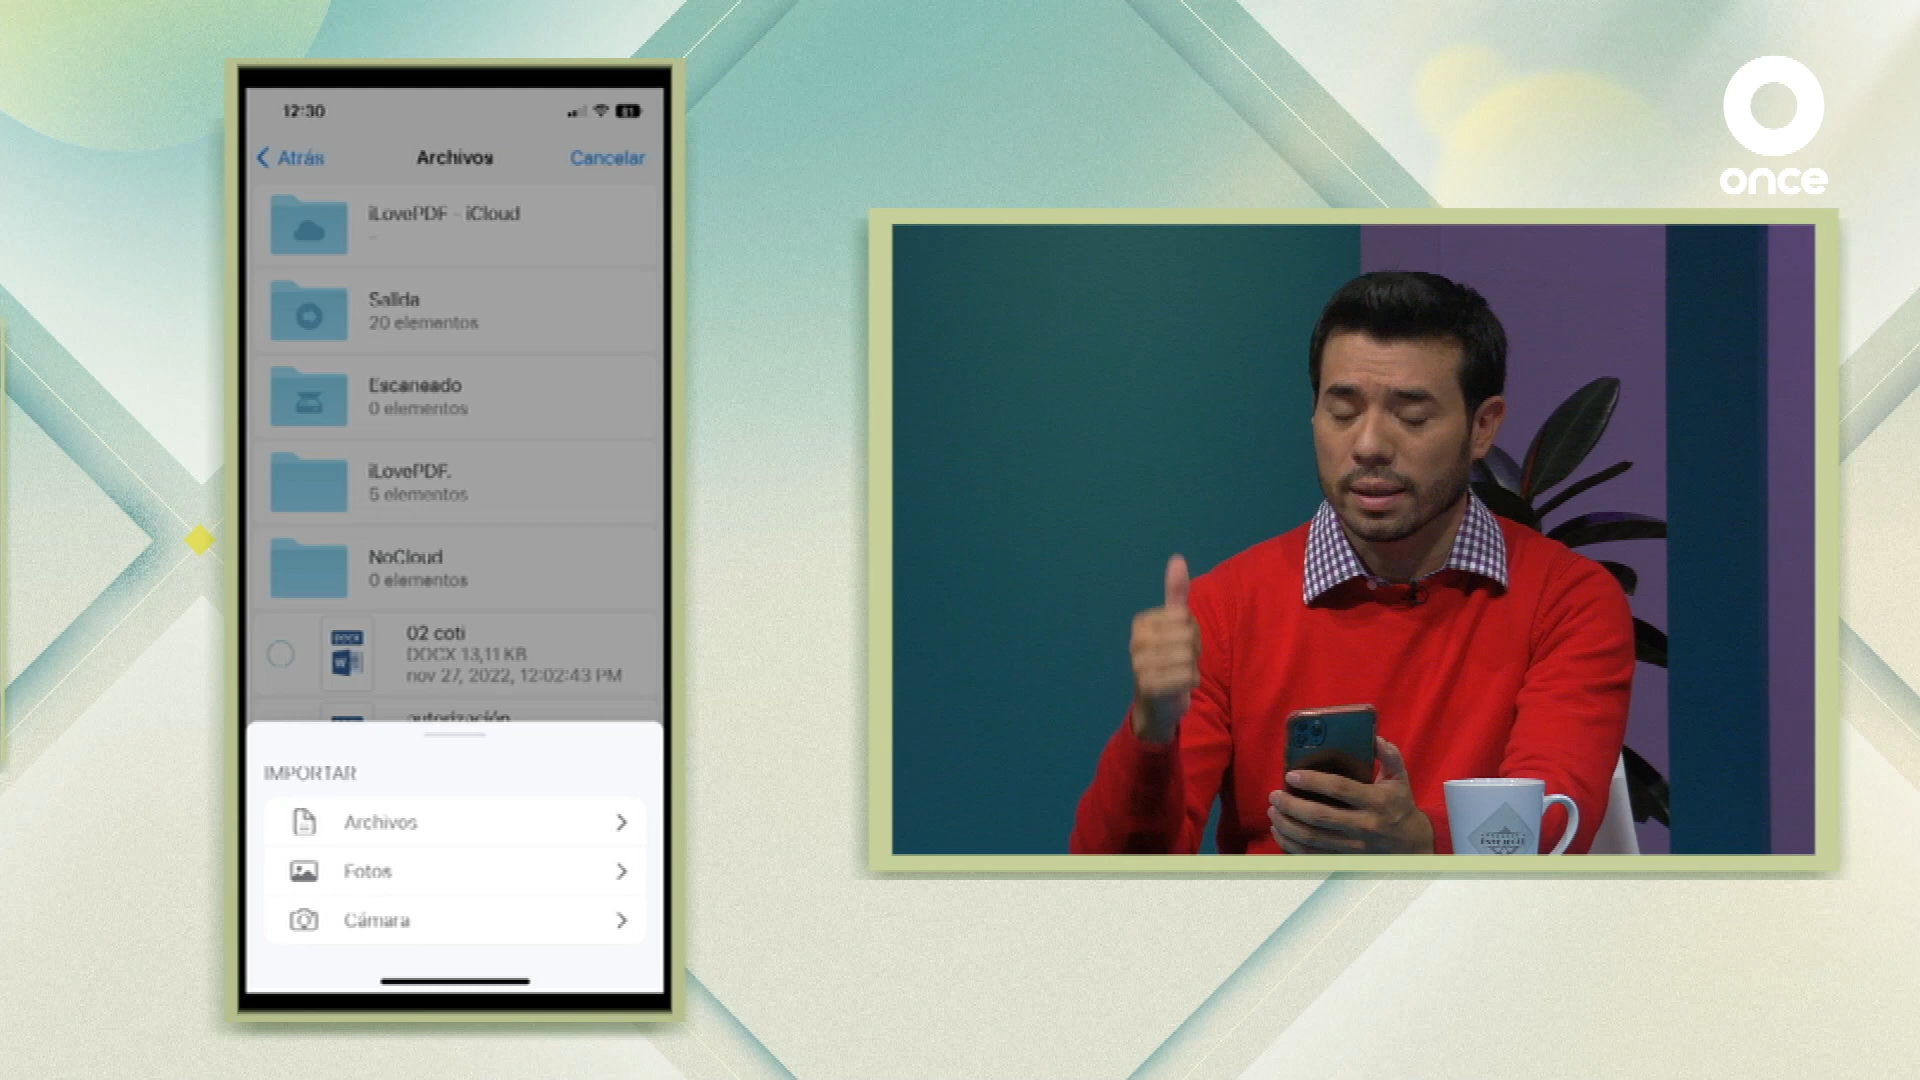 12:30
81
Atrás
Archivos
Cancelar
iLovePDF - iCloud
Salida
20 elementos
Escaneado
0 elementos
iLovePDF.
5 elementos
NoCloud
0 elementos
DOCX
W
02 coti
DOCX 13,11 KB
nov 27, 2022, 12:02:43 PM
autorización
IMPORTAR
Archivos
Fotos
Cámara
once